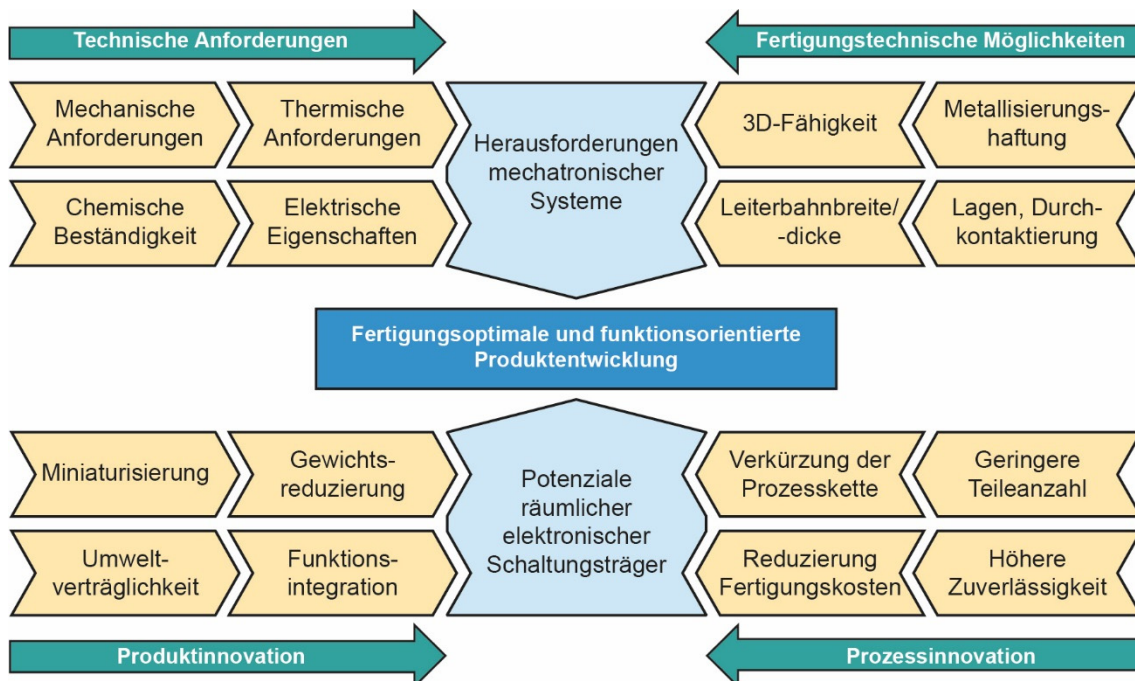 Technische Anforderungen
Fertigungstechnische Möglichkeiten
Mechanische
Anforderungen
Thermische
Anforderungen
Herausforderungen
mechatronischer
Systeme
3D-Fähigkeit
Metallisierungs-
haftung
Chemische
Beständigkeit
Elektrische
Eigenschaften
Leiterbahnbreite/
-dicke
Lagen, Durch-
kontaktierung
Fertigungsoptimale und funktionsorientierte
Produktentwicklung
Miniaturisierung
Gewichts-
reduzierung
Potenziale
räumlicher
elektronischer
Schaltungsträger
Verkürzung der
Prozesskette
Geringere
Teileanzahl
Umwelt-
verträglichkeit
Funktions-
integration
Reduzierung
Fertigungskosten
Höhere
Zuverlässigkeit
Produktinnovation
Prozessinnovation